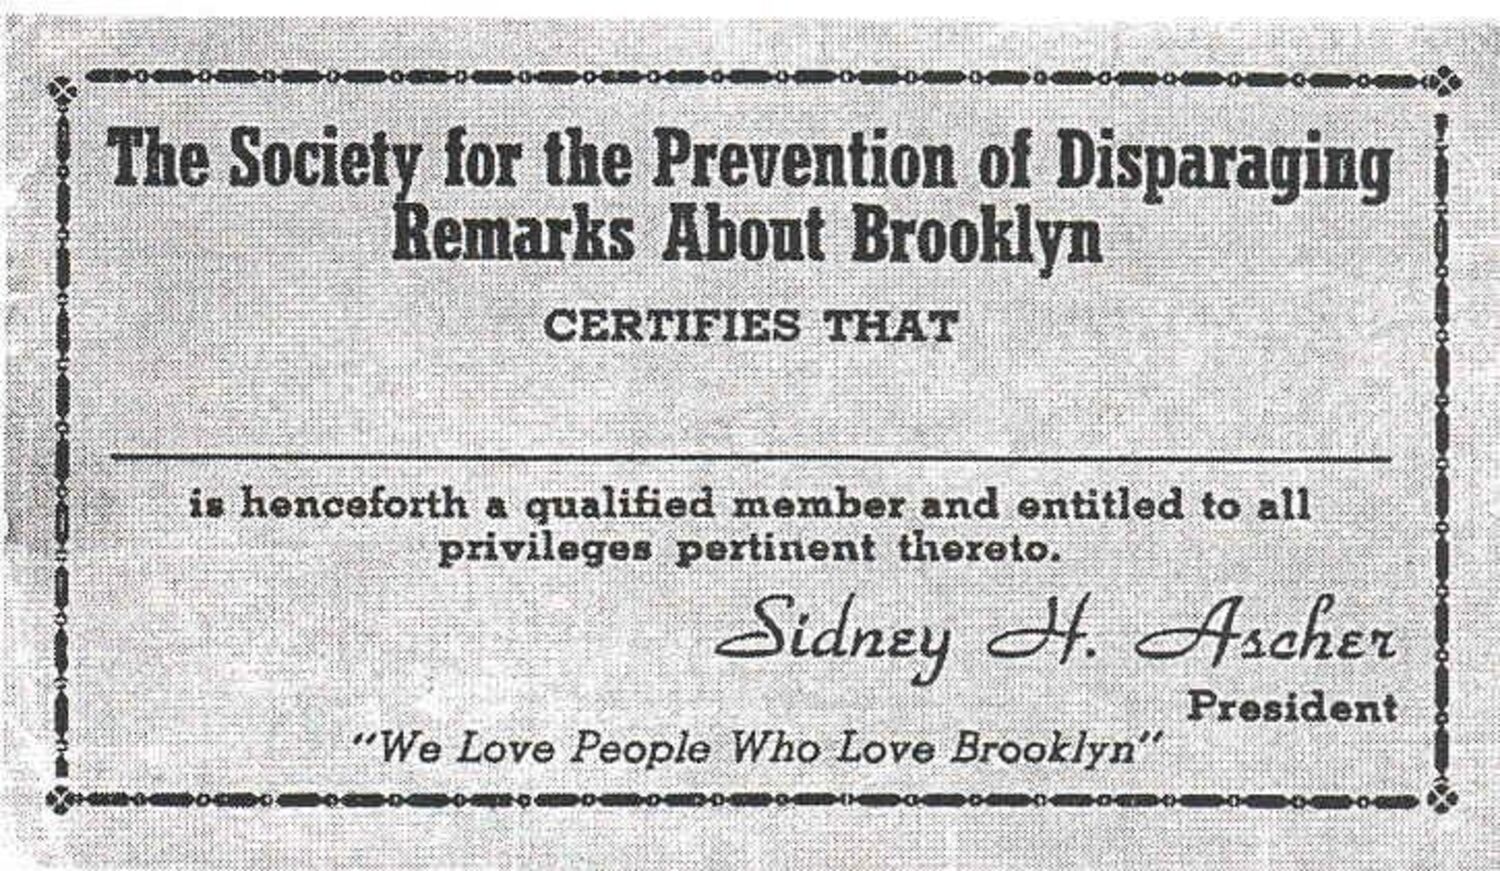 The Society for the Prevention of Disparaging
Remarks About Brooklyn
CERTIFIES THAT
is henceforth a qualified member and entitled to all
privileges pertinent thereto.
Sidney H. Ascher
President
"We Love People Who Love Brooklyn"